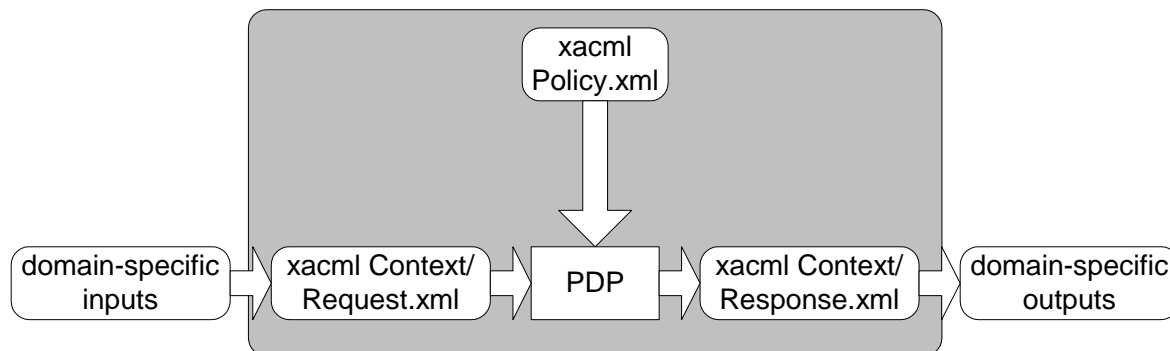 xacml
Policy.xml
domain-specific
inputs
xacml Context/
Request.xml
PDP
xacml Context/
Response.xml
domain-specific
outputs